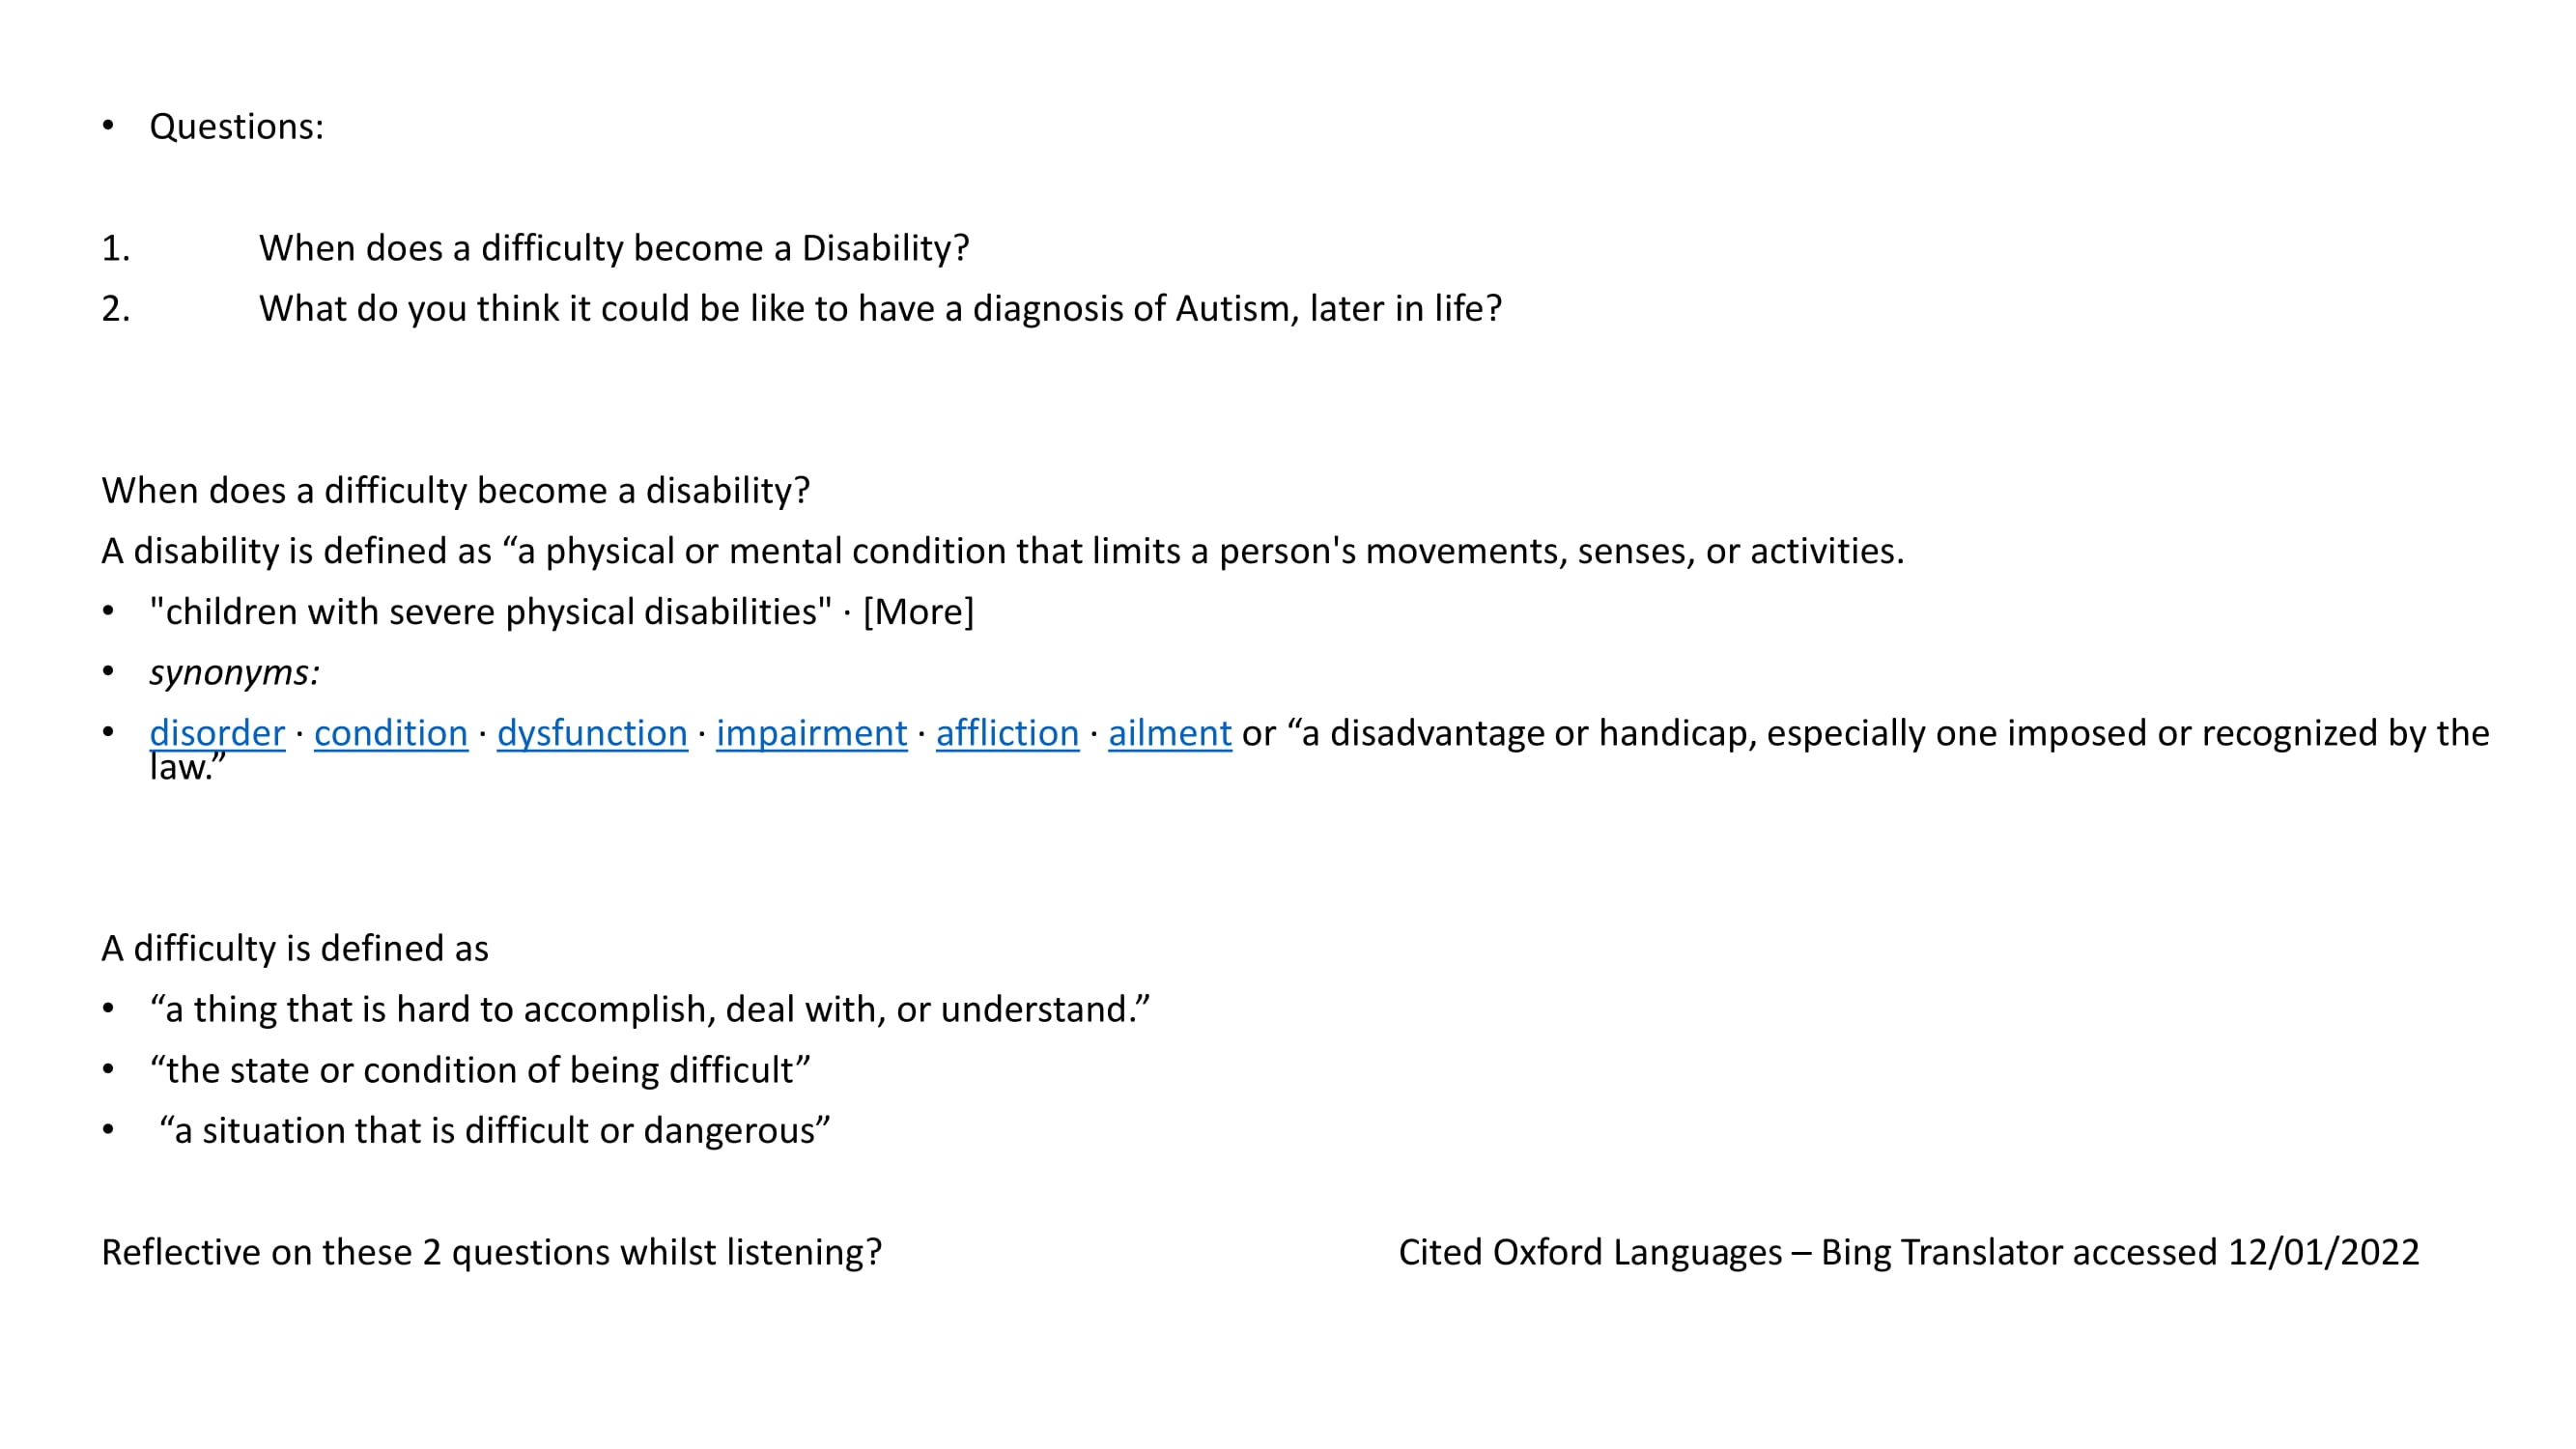 • Questions:
1. When does a difficulty become a Disability?
2. What do you think it could be like to have a diagnosis of Autism, later in life?
When does a difficulty become a disability?
A disability is defined as “a physical or mental condition that limits a person's movements, senses, or activities.
• "children with severe physical disabilities" · [More]
• synonyms:
• disorder · condition · dysfunction · impairment · affliction · ailment or “a disadvantage or handicap, especially one imposed or recognized by the
law.”
A difficulty is defined as
• “a thing that is hard to accomplish, deal with, or understand.”
• “the state or condition of being difficult”
• “a situation that is difficult or dangerous”
Reflective on these 2 questions whilst listening? Cited Oxford Languages – Bing Translator accessed 12/01/2022